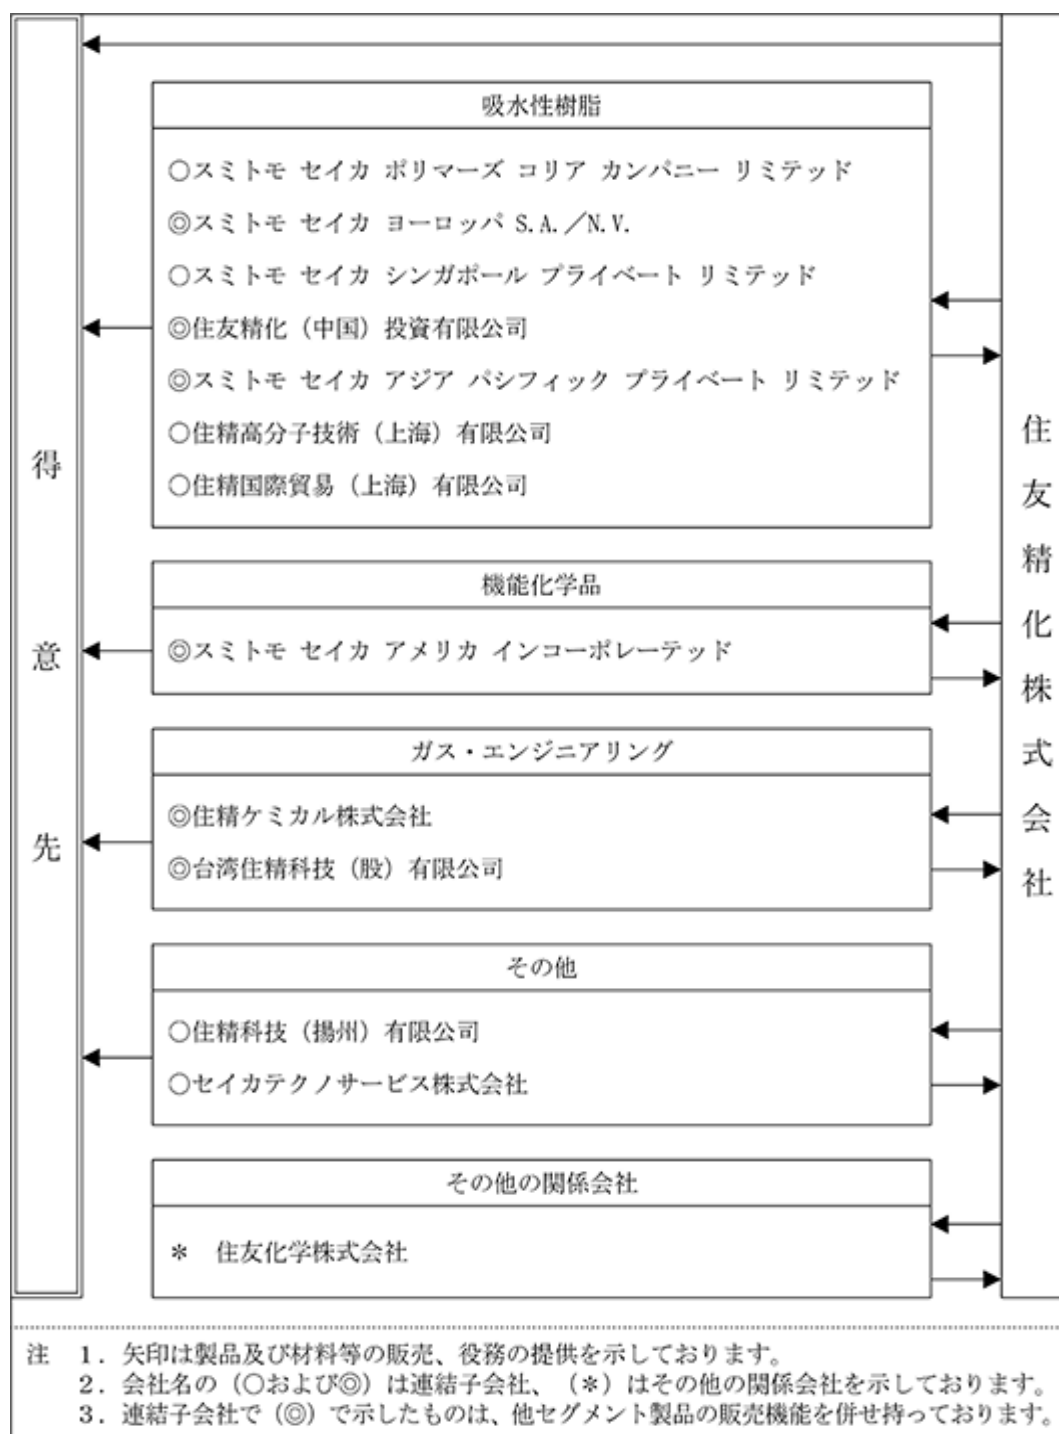 得意先
吸水性樹脂
○スミトモ セイカ ポリマーズ コリア カンパニー リミテッド
◎スミトモ セイカ ヨーロッパ S.A.／N.V.
○スミトモ セイカ シンガポール プライベート リミテッド
◎住友精化（中国）投資有限公司
◎スミトモ セイカ アジア パシフィック プライベート リミテッド
○住精高分子技術（上海）有限公司
○住精国際貿易（上海）有限公司
機能化学品
◎スミトモ セイカ アメリカ インコーポレーテッド
ガス・エンジニアリング
◎住精ケミカル株式会社
◎台湾住精科技（股）有限公司
その他
○住精科技（揚州）有限公司
○セイカテクノサービス株式会社
その他の関係会社
＊　住友化学株式会社
住友精化株式会社
注　1．矢印は製品及び材料等の販売、役務の提供を示しております。
2．会社名の（○および◎）は連結子会社、（＊）はその他の関係会社を示しております。
3．連結子会社で（◎）で示したものは、他セグメント製品の販売機能を併せ持っております。